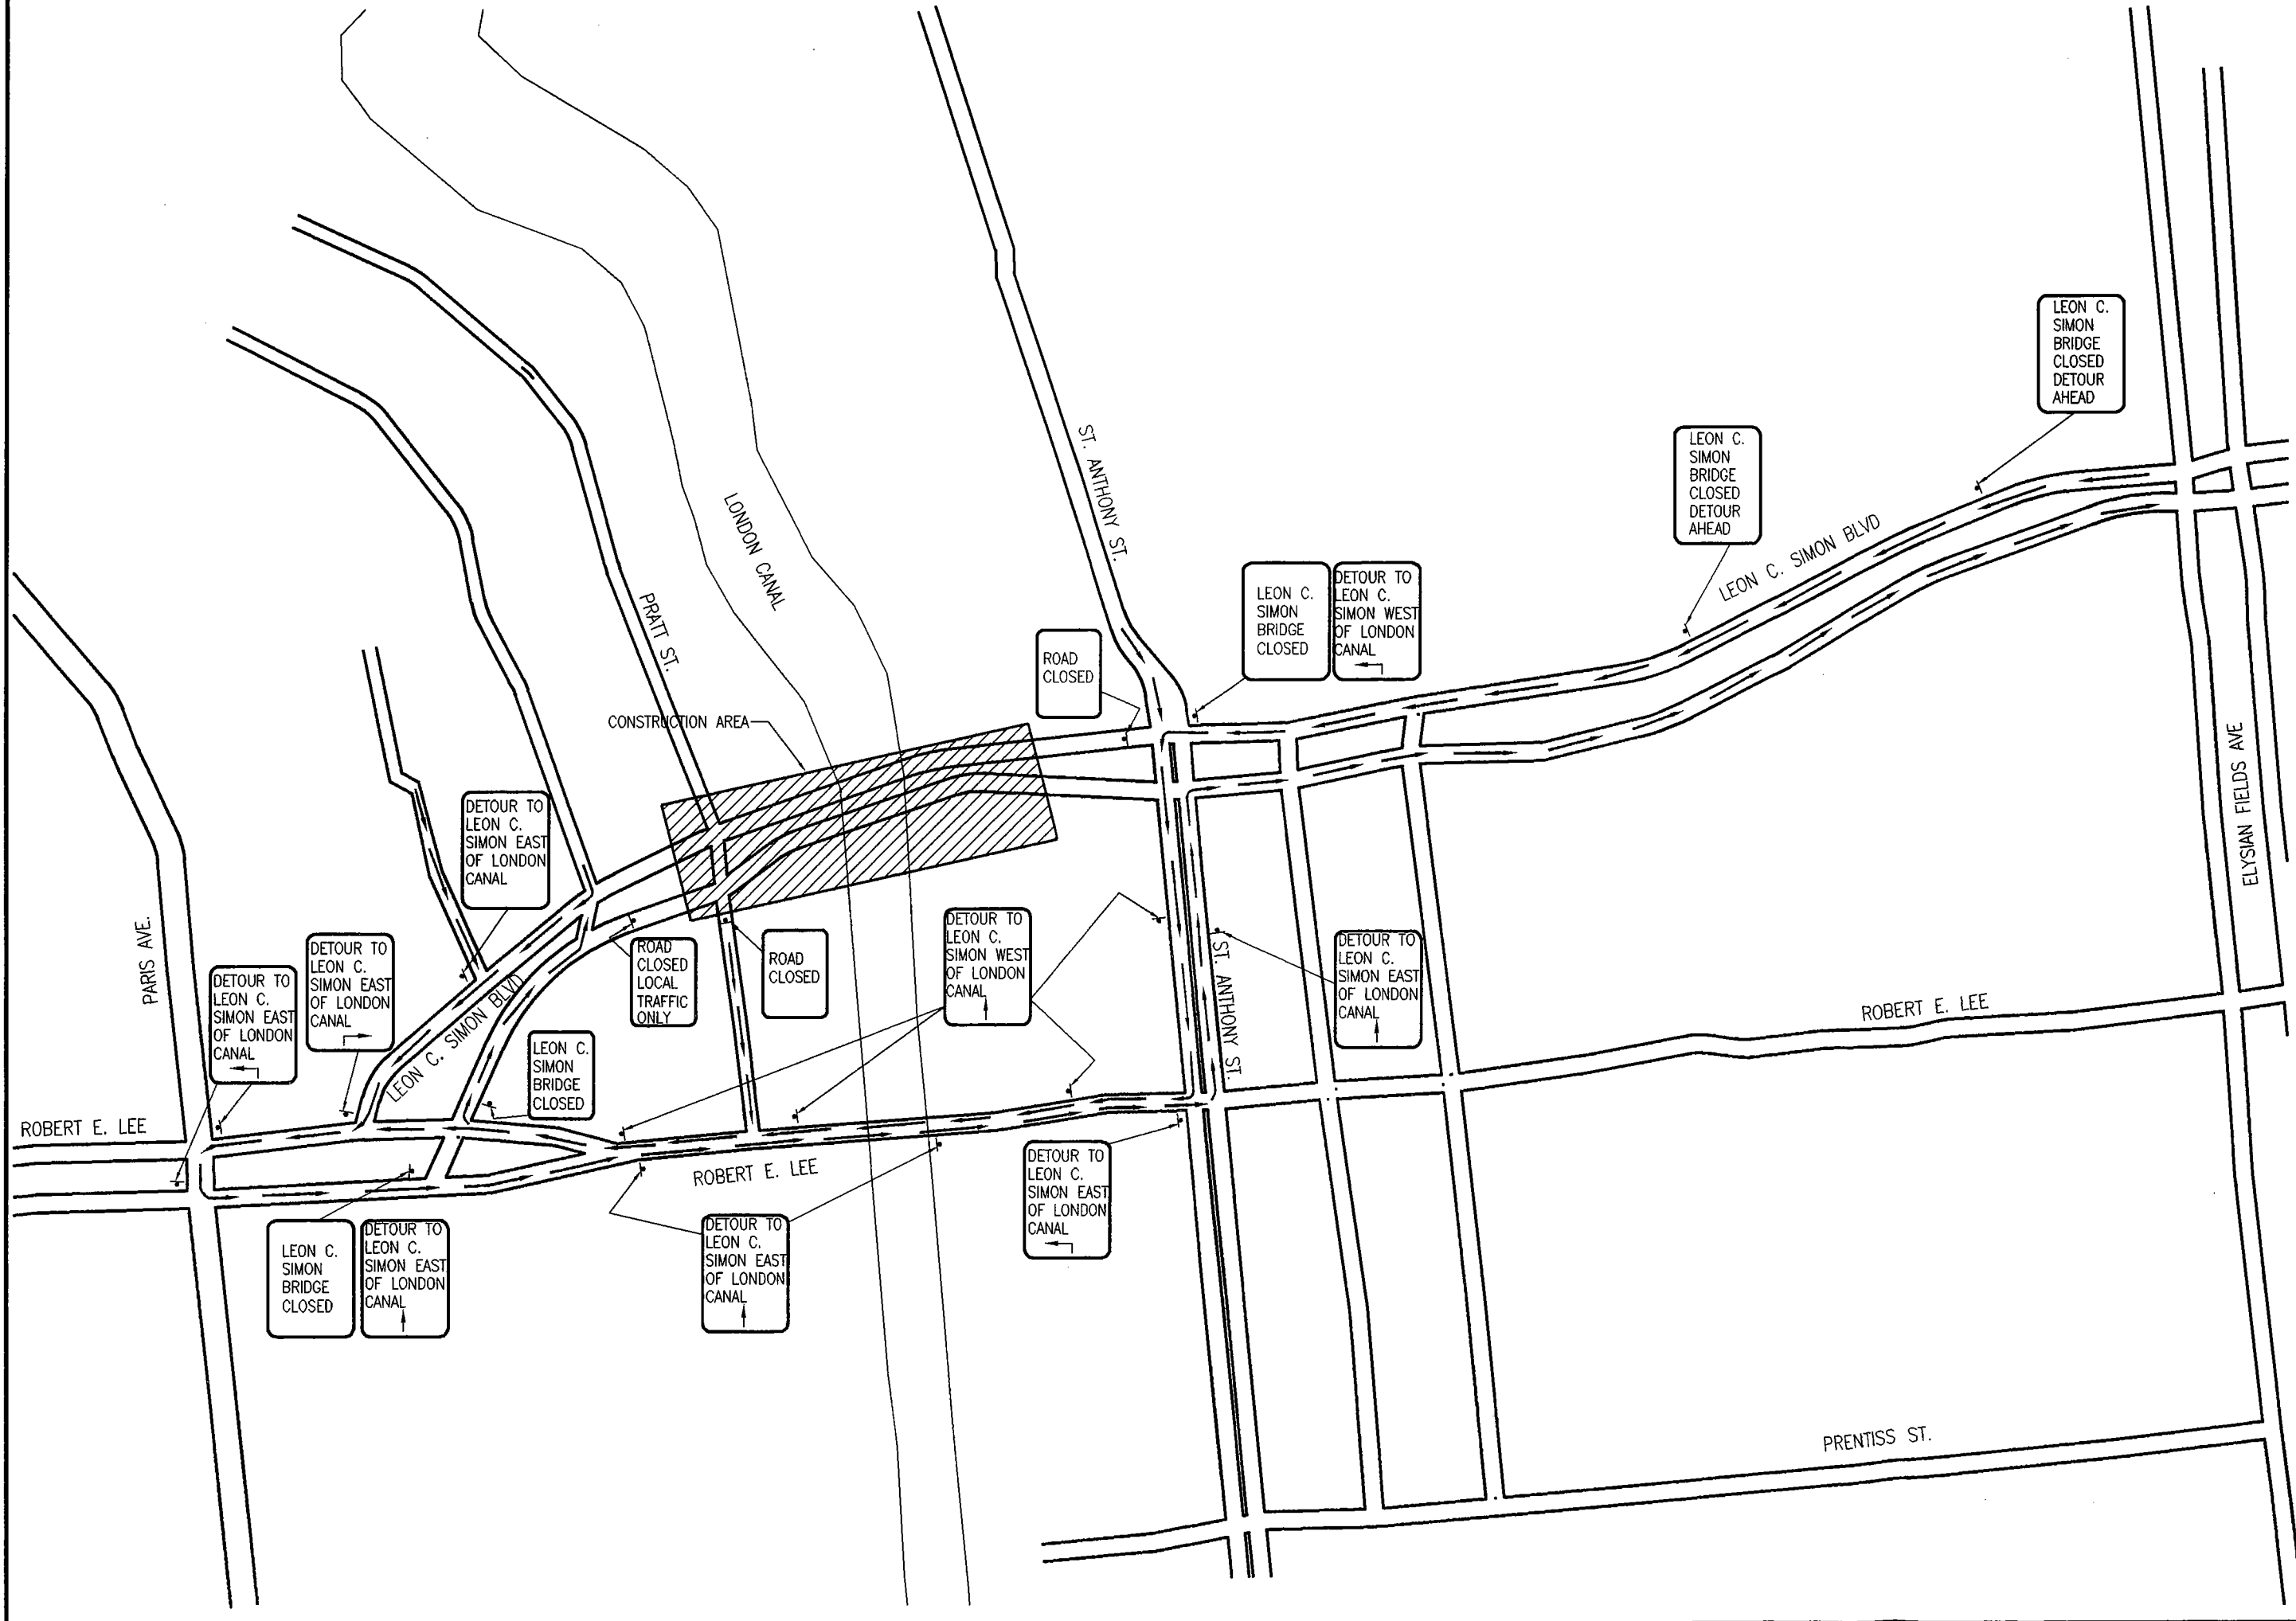 LEON C.
SIMON
BRIDGE
CLOSED
DETOUR
AHEAD
LEON C.
SIMON
BRIDGE
CLOSED
DETOUR
AHEAD
ST. ANTHONY ST.
LONDON CANAL
LEON C. SIMON BLVD
PRATT ST.
LEON C.
SIMON
BRIDGE
CLOSED
DETOUR TO
LEON C.
SIMON WEST
OF LONDON
CANAL
ROAD
CLOSED
CONSTRUCTION AREA
ELYSIAN FIELDS AVE
DETOUR TO
LEON C.
SIMON EAST
OF LONDON
CANAL
PARIS AVE.
DETOUR TO
LEON C.
SIMON EAST
OF LONDON
CANAL
DETOUR TO
LEON C.
SIMON EAST
OF LONDON
CANAL
LEON C. SIMON BLVD
ROAD
CLOSED
LOCAL
TRAFFIC
ONLY
ROAD
CLOSED
DETOUR TO
LEON C.
SIMON WEST
OF LONDON
CANAL
ST. ANTHONY ST.
DETOUR TO
LEON C.
SIMON EAST
OF LONDON
CANAL
ROBERT E. LEE
LEON C.
SIMON
BRIDGE
CLOSED
ROBERT E. LEE
ROBERT E. LEE
DETOUR TO
LEON C.
SIMON EAST
OF LONDON
CANAL
LEON C.
SIMON
BRIDGE
CLOSED
DETOUR TO
LEON C.
SIMON EAST
OF LONDON
CANAL
DETOUR TO
LEON C.
SIMON EAST
OF LONDON
CANAL
PRENTISS ST.